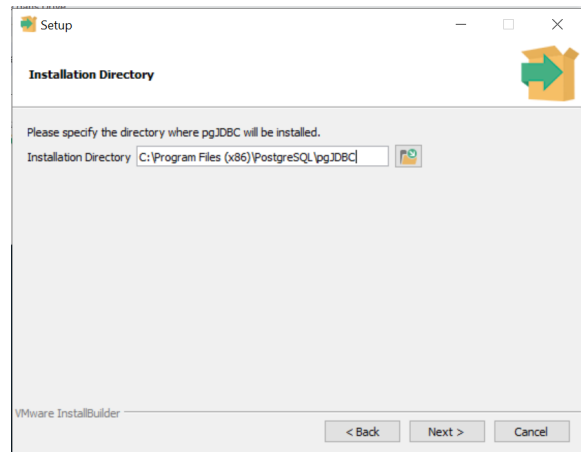 Setup
Installation Directory
Please specify the directory where pgJDBC will be installed.
Installation Directory C:\Program Files (x86)\PostgreSQL\pgJDBC
VMware InstallBuilder
< Back Next > Cancel